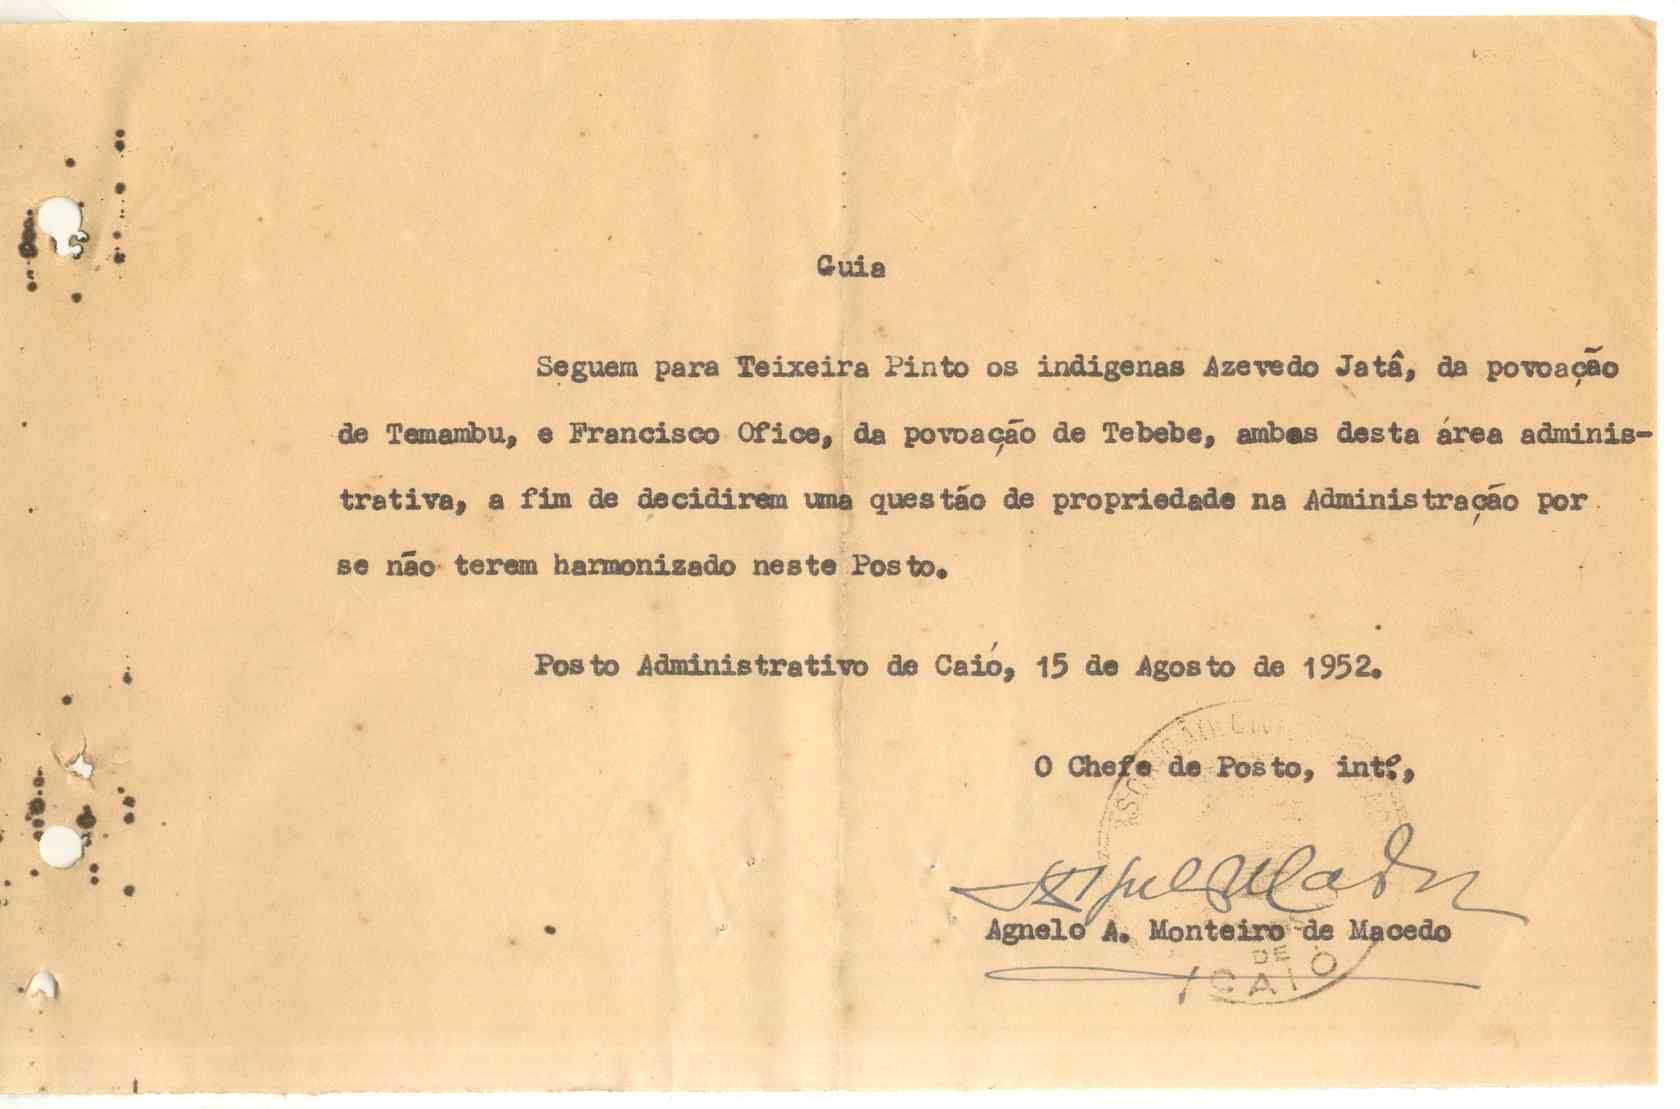 Guia
Seguem para Teixeira Pinto os indigenas Azevedo Jatâ, da povoação
de Temambu, e Francisco Ofice, da povoação de Tebebe, ambas desta área adminis-
trativa, a fim de decidirem uma questão de propriedade na Administração por
se não terem harmonizado neste Posto.
Posto Administrativo de Caió, 15 de Agosto de 1952.
O Chefe de Posto, intº,
Agnelo A. Monteiro de Macedo
DE
CAIÓ